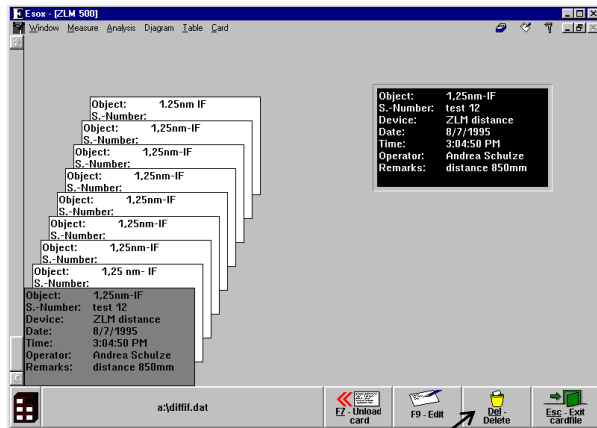 Esox - [ZLM 500]
Window Measure Analysis Djagram Table Card
Object: 1.25nm IF
S.-Number:
Object: 1,25nm-IF
S.-Number:
Object: 1,25nm-IF
S.-Number:
Object: 1,25nm-IF
S.-Number:
Object: 1,25nm-IF
S.-Number:
Object: 1,25nm-IF
S.-Number:
Object: 1,25nm-IF
S.-Number:
Object: 1,25 nm- IF
S.-Number:
Object: 1,25nm-IF
S.-Number: test 12
Device: ZLM distance
Date: 8/7/1995
Time: 3:04:50 PM
Operator: Andrea Schulze
Remarks: distance 850mm
Object: 1,25nm-IF
S.-Number: test 12
Device: ZLM distance
Date: 8/7/1995
Time: 3:04:50 PM
Operator: Andrea Schulze
Remarks: distance 850mm
a:\diffif.dat
F7 - Unload
card
F9 - Edit
Del -
Delete
Esc - Exit
cardfile